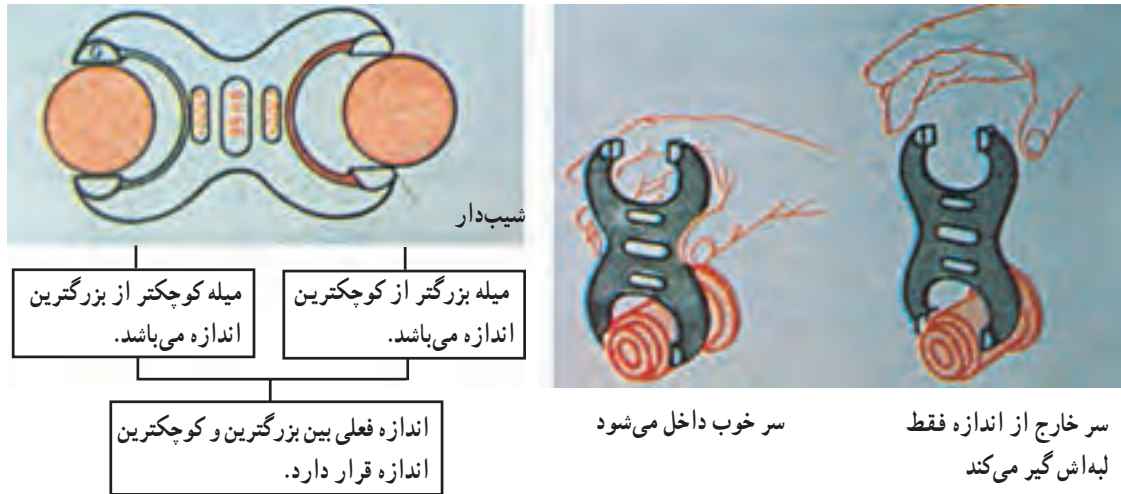 شیب‌دار
میله بزرگتر از کوچکترین
اندازه می‌باشد.
میله کوچکتر از بزرگترین
اندازه می‌باشد.
اندازه فعلی بین بزرگترین و کوچکترین
اندازه قرار دارد.
سر خارج از اندازه فقط
لبه‌اش گیر می‌کند
سر خوب داخل می‌شود